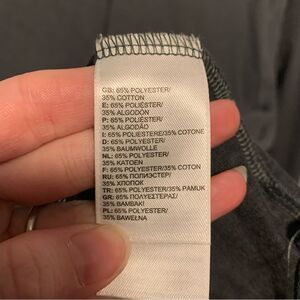 GB: 65% POLYESTER/
35% COTTON
E: 65% POLIÉSTER/
35% ALGODÓN
P: 65% POLIÉSTER/
35% ALGODÃO
I: 65% POLIESTERE/35% COTONE
D: 65% POLYESTER/
35% BAUMWOLLE
NL: 65% POLYESTER/
35% KATOEN
F: 65% POLYESTER/35% COTON
RU: 65% ПОЛИЭСТЕР/
35% ХЛОПОК
TR: 65% POLYESTER/35% PAMUK
GR: 65% ΠΟΛΥΕΣΤΕΡΑΣ/
35% ΒΑΜΒΑΚΙ
PL: 65% POLYESTER/
35% BAWEŁNA